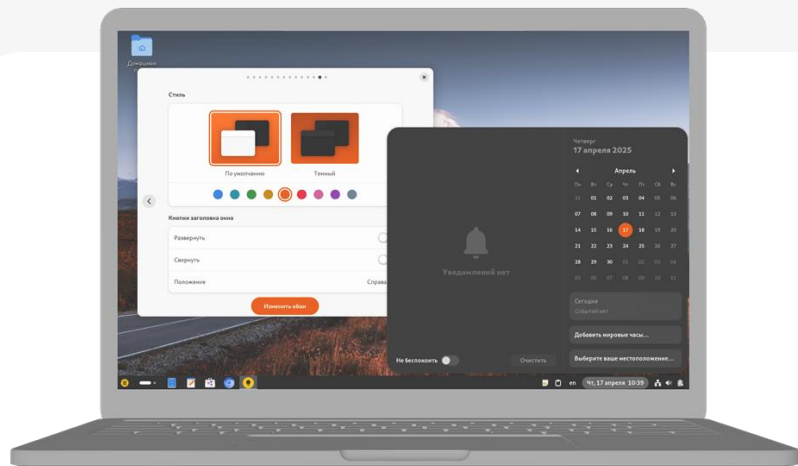 Домашняя
Стиль
По умолчанию
Темный
Кнопки заголовка окна
Развернуть
Свернуть
Положение
Справа
Изменить обои
Уведомлений нет
Не беспокоить
Очистить
Четверг
17 апреля 2025
Апрель
Пн Вт Ср Чт Пт Сб Вс
31 01 02 03 04 05 06
07 08 09 10 11 12 13
14 15 16 17 18 19 20
21 22 23 24 25 26 27
28 29 30 01 02 03 04
05 06 07 08 09 10 11
Сегодня
Событий нет
Добавить мировые часы...
Выберите ваше местоположение...
en
Чт, 17 апреля 10:39